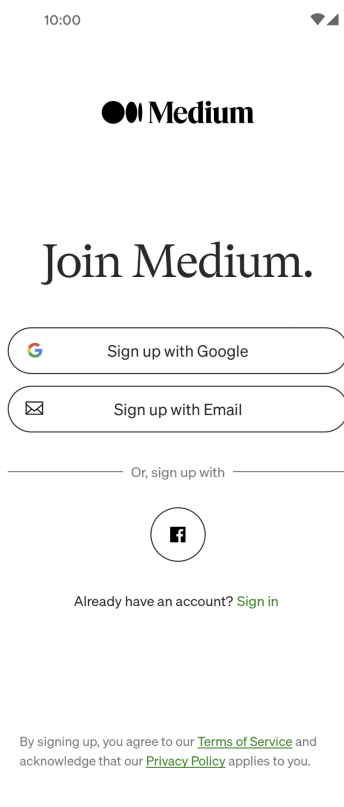 10:00
Medium
Join Medium.
Sign up with Google
Sign up with Email
Or, sign up with
Already have an account? Sign in
By signing up, you agree to our Terms of Service and
acknowledge that our Privacy Policy applies to you.